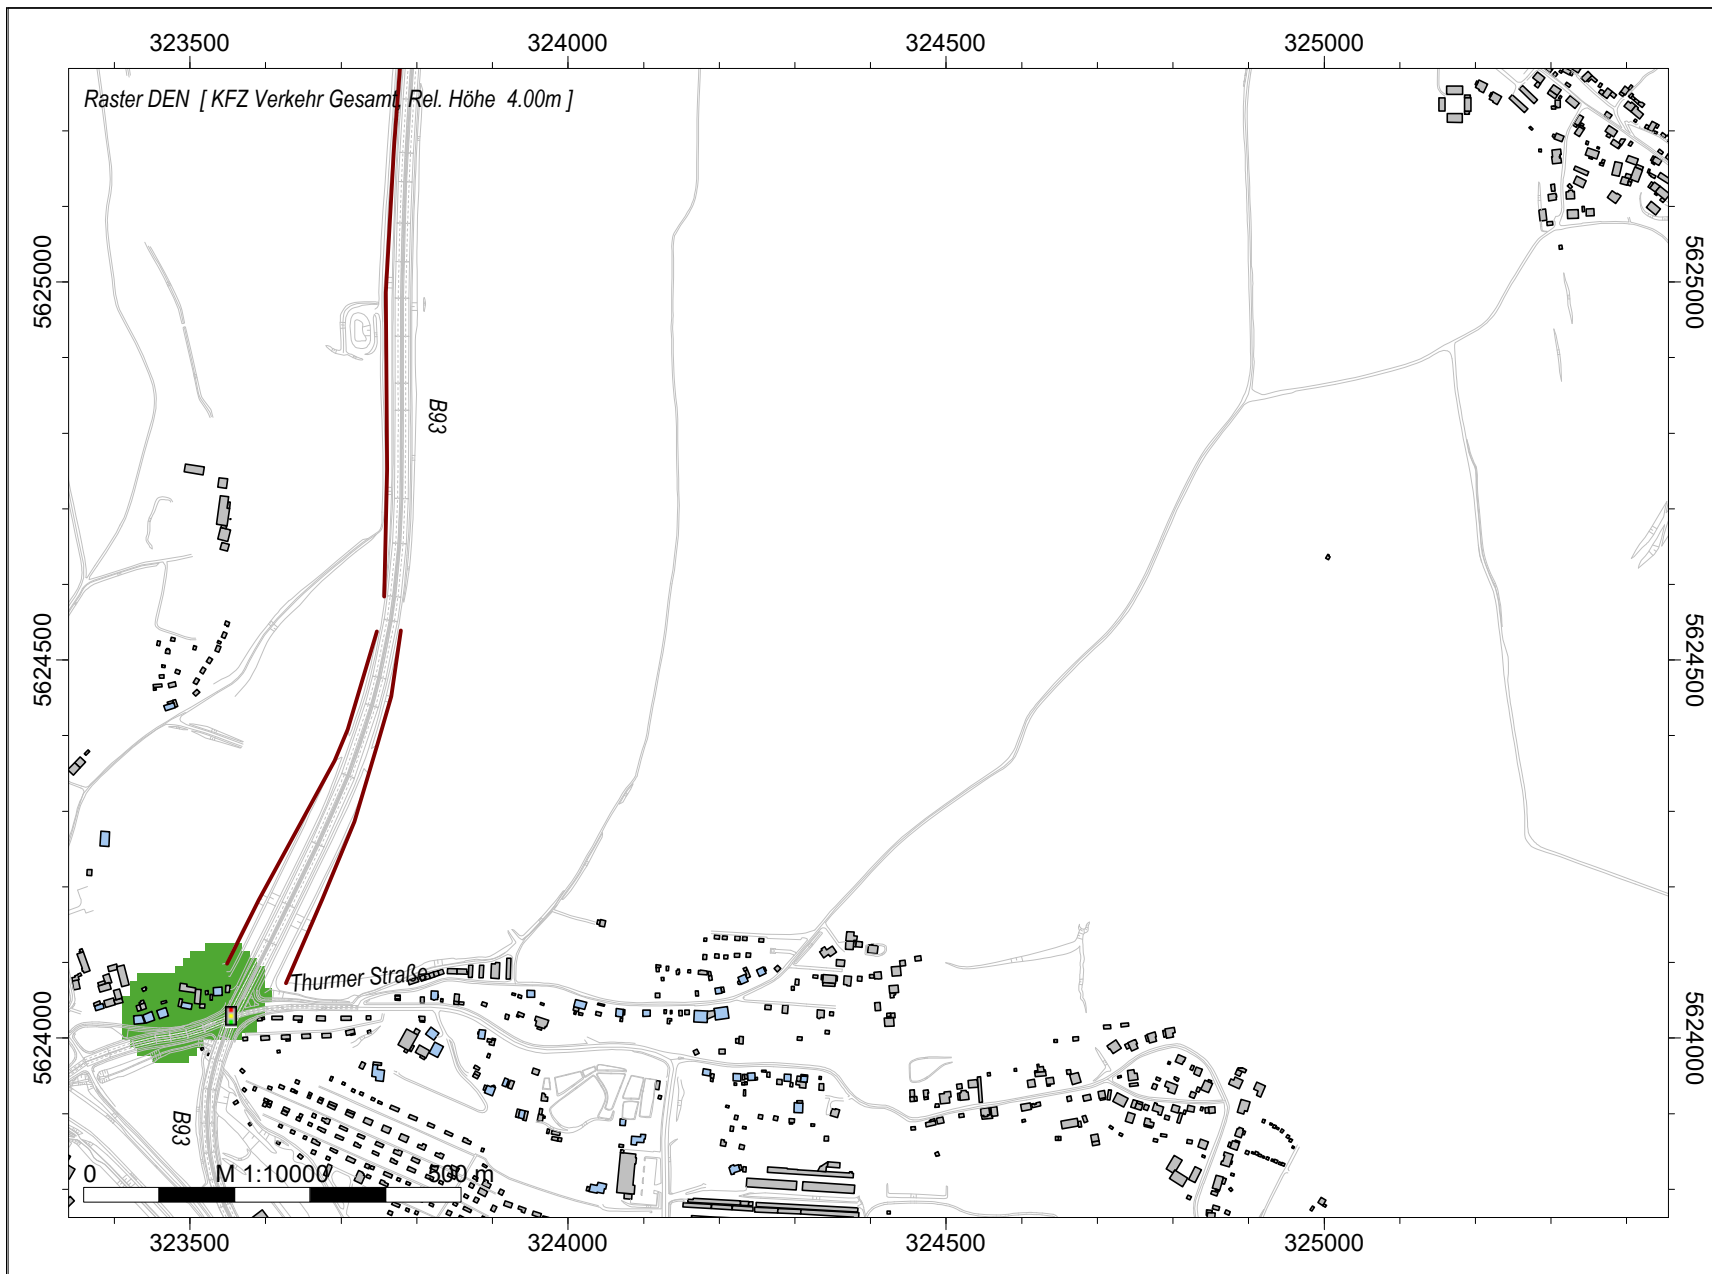 323500 324000 324500 325000
Raster DEN [ KFZ Verkehr Gesamt, Rel. Höhe 4.00m ]
5625000 5625000
B93
5624500 5624500
Thurmer Straße
5624000 5624000
B93
0 M 1:10000 500 m
323500 324000 324500 325000